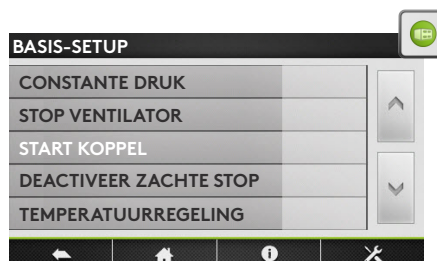 BASIS-SETUP
CONSTANTE DRUK
STOP VENTILATOR
START KOPPEL
DEACTIVEER ZACHTE STOP
TEMPERATUURREGELING